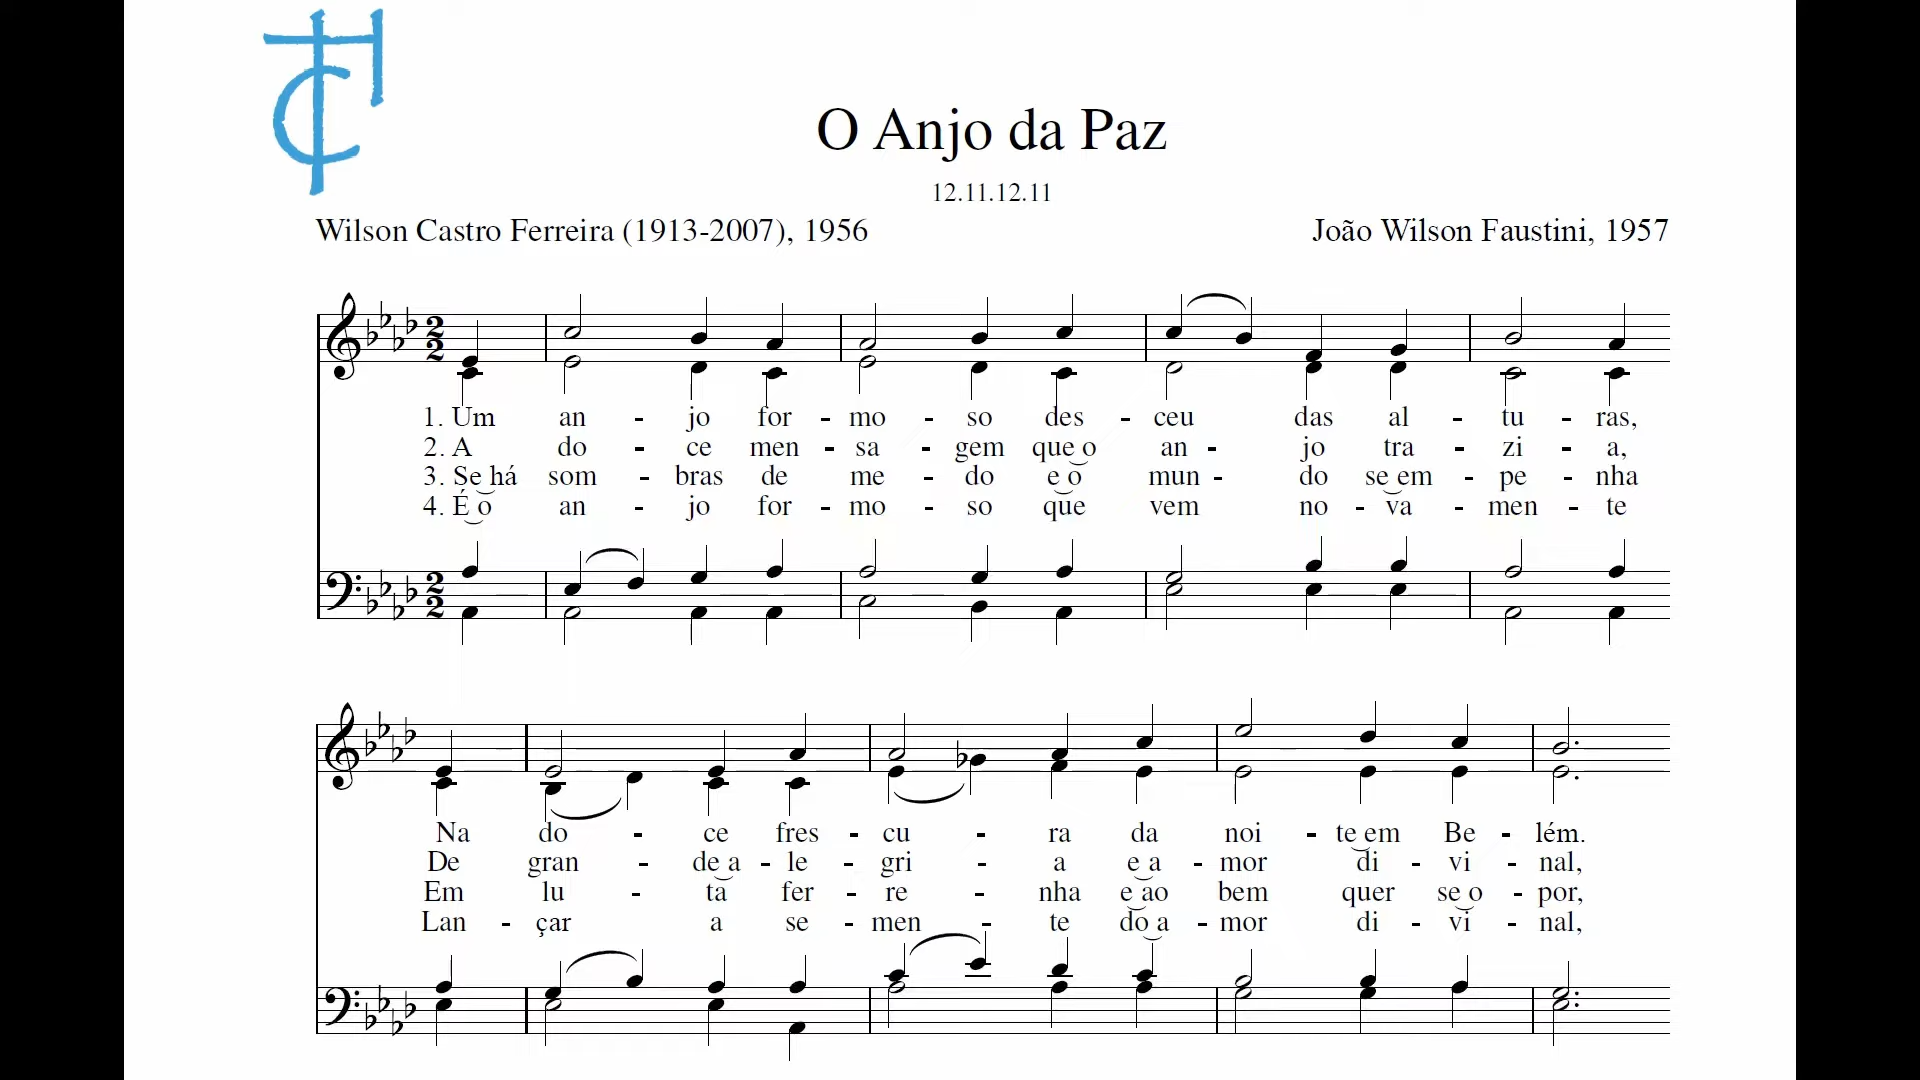 O Anjo da Paz
12.11.12.11
Wilson Castro Ferreira (1913-2007), 1956
João Wilson Faustini, 1957
1. Um an - jo for - mo - so des - ceu das al - tu - ras,
2. A do - ce men - sa - gem que‿o an - jo tra - zi - a,
3. Se‿há som - bras de me - do e‿o mun - do se‿em - pe - nha
4. É‿o an - jo for - mo - so que vem no - va - men - te
Na do - ce fres - cu - ra da noi - te‿em Be - lém.
De gran - de‿a - le - gri - a e‿a - mor di - vi - nal,
Em lu - ta fer - re - nha e‿ao bem quer se‿o - por,
Lan - çar a se - men - te do‿a - mor di - vi - nal,